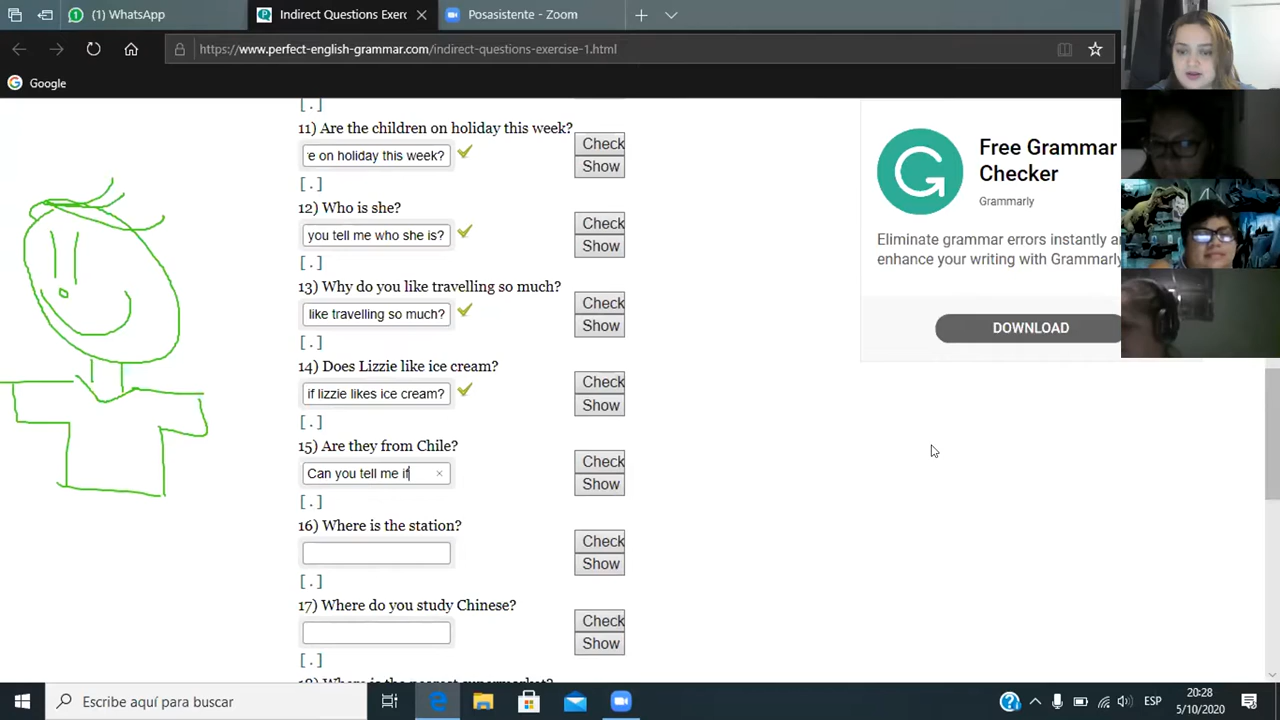 (1) WhatsApp
Indirect Questions Exerc
Posasistente - Zoom
https://www.perfect-english-grammar.com/indirect-questions-exercise-1.html
Google
[ . ]
11) Are the children on holiday this week?
e on holiday this week?
Check
Show
[ . ]
12) Who is she?
you tell me who she is?
Check
Show
[ . ]
13) Why do you like travelling so much?
like travelling so much?
Check
Show
[ . ]
14) Does Lizzie like ice cream?
if lizzie likes ice cream?
Check
Show
[ . ]
15) Are they from Chile?
Can you tell me if
Check
Show
[ . ]
16) Where is the station?
Check
Show
[ . ]
17) Where do you study Chinese?
Check
Show
[ . ]
18) Where is the nearest supermarket?
Free Grammar
Checker
Grammarly
Eliminate grammar errors instantly a
enhance your writing with Grammarly
DOWNLOAD
Escribe aquí para buscar
ESP
20:28
5/10/2020